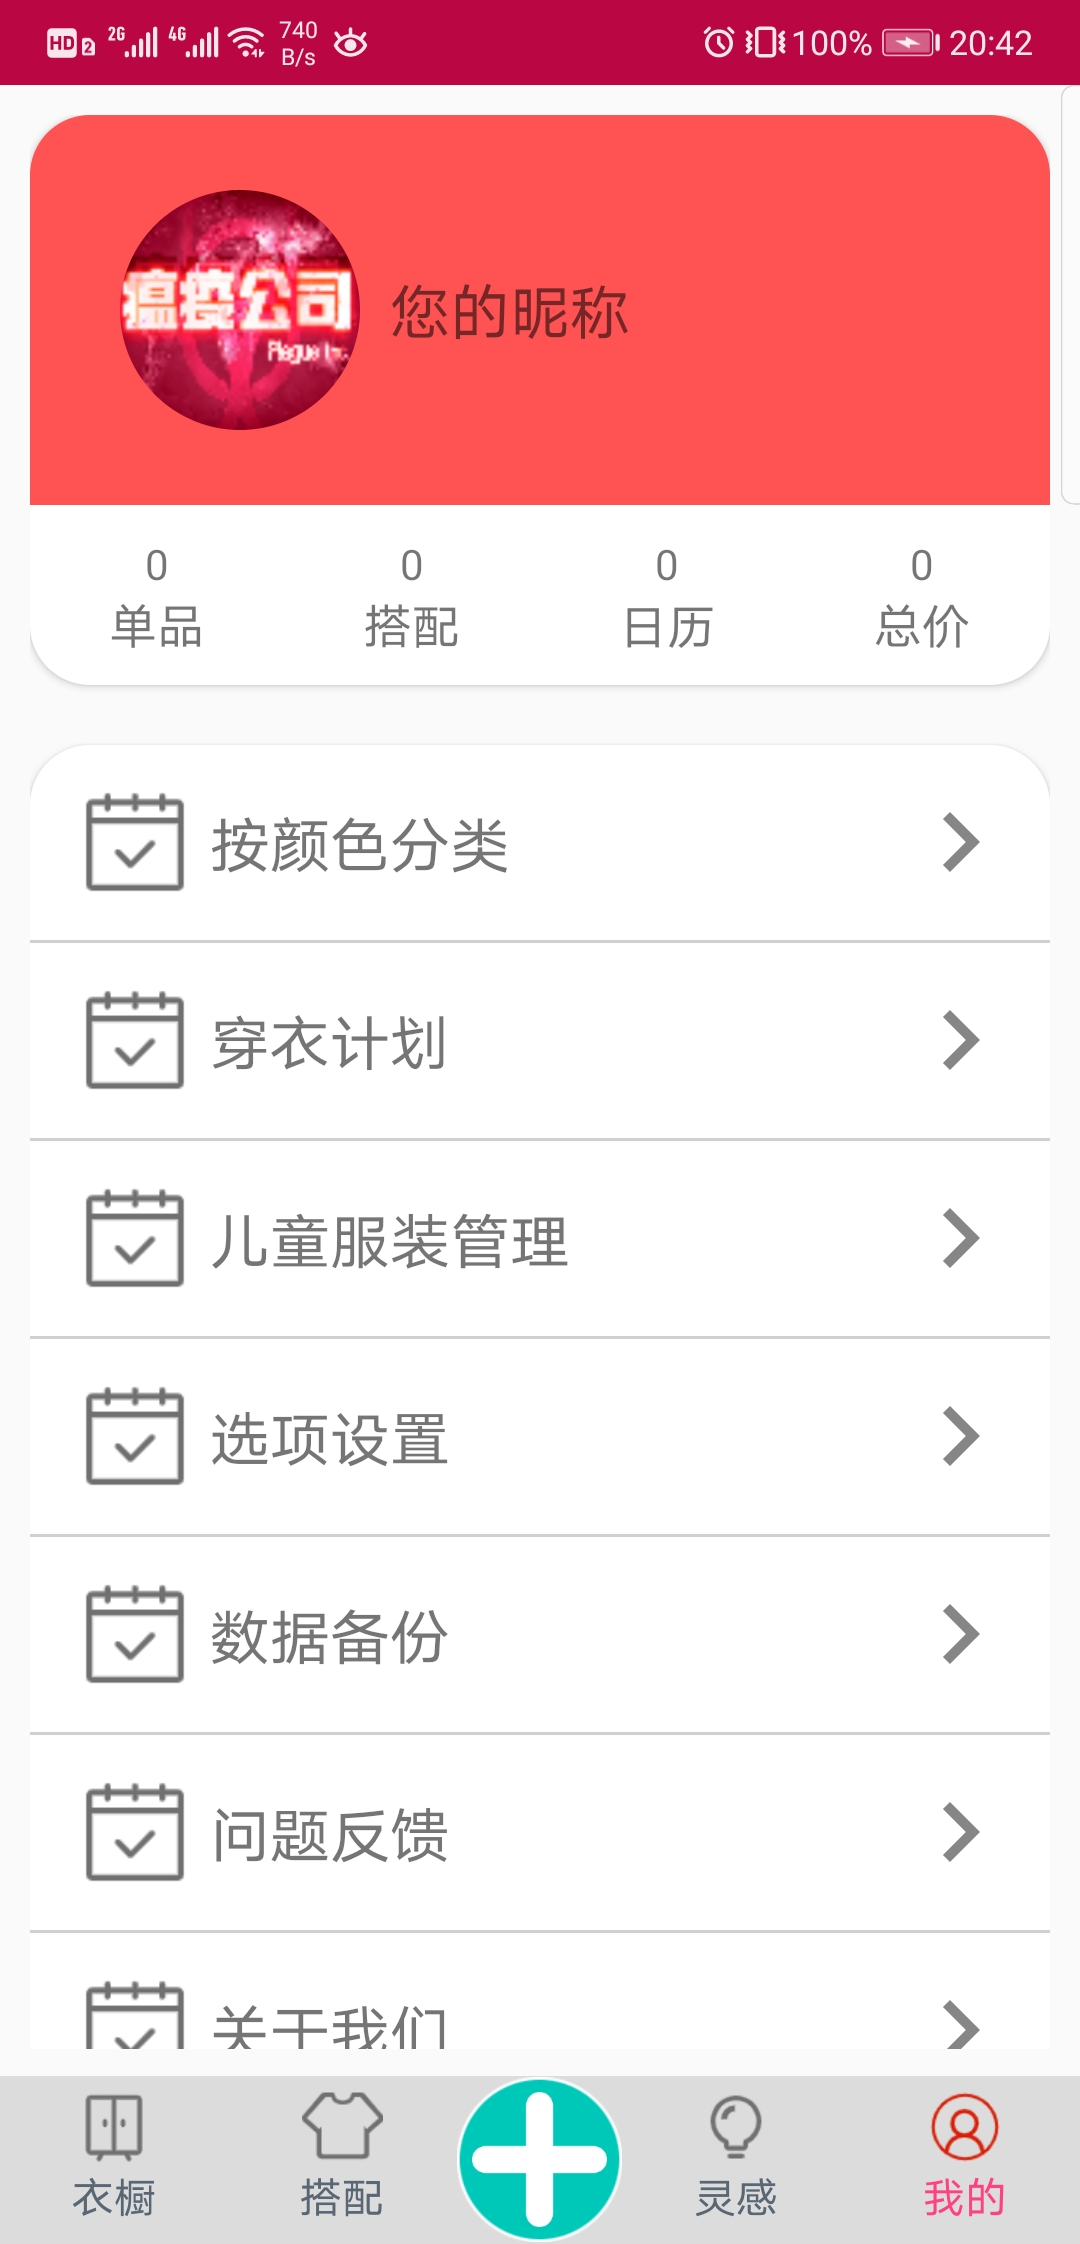 HD 2 2G 4G 740 B/s 100% 20:42
瘟疫公司
Plague Inc.
您的昵称
0 0 0 0
单品 搭配 日历 总价
按颜色分类
穿衣计划
儿童服装管理
选项设置
数据备份
问题反馈
关于我们
衣橱 搭配 灵感 我的